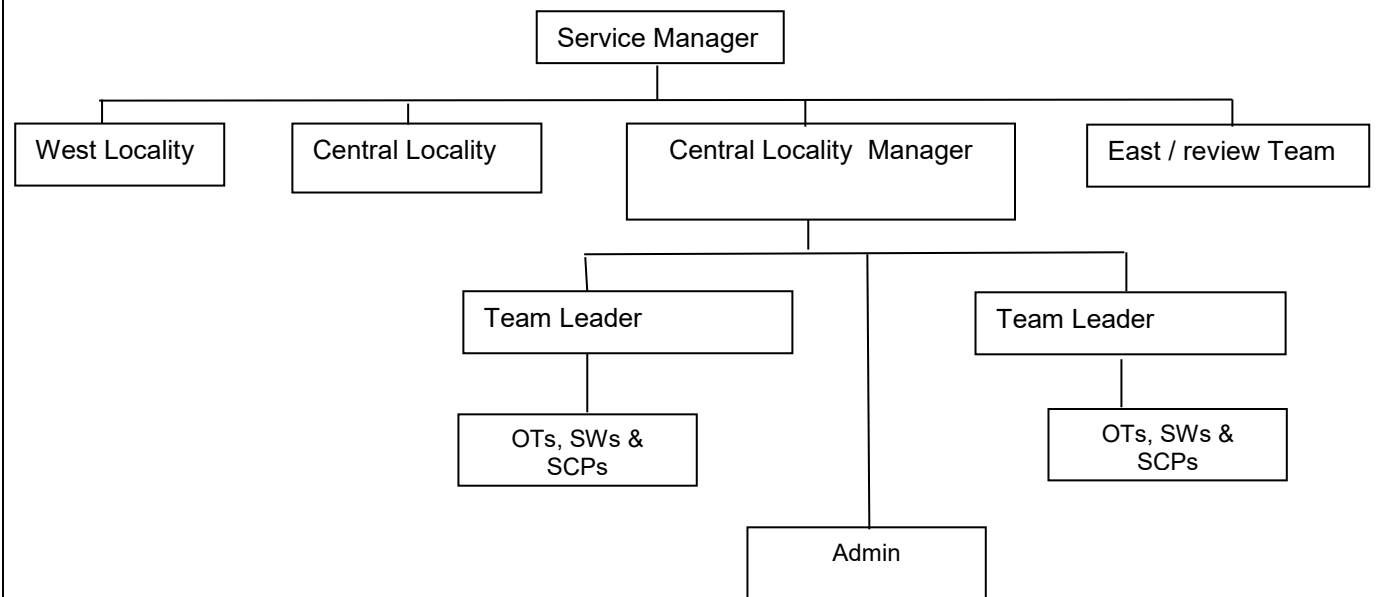 Service Manager
West Locality
Central Locality
Central Locality  Manager
East / review Team
Team Leader
Team Leader
OTs, SWs &
SCPs
OTs, SWs &
SCPs
Admin